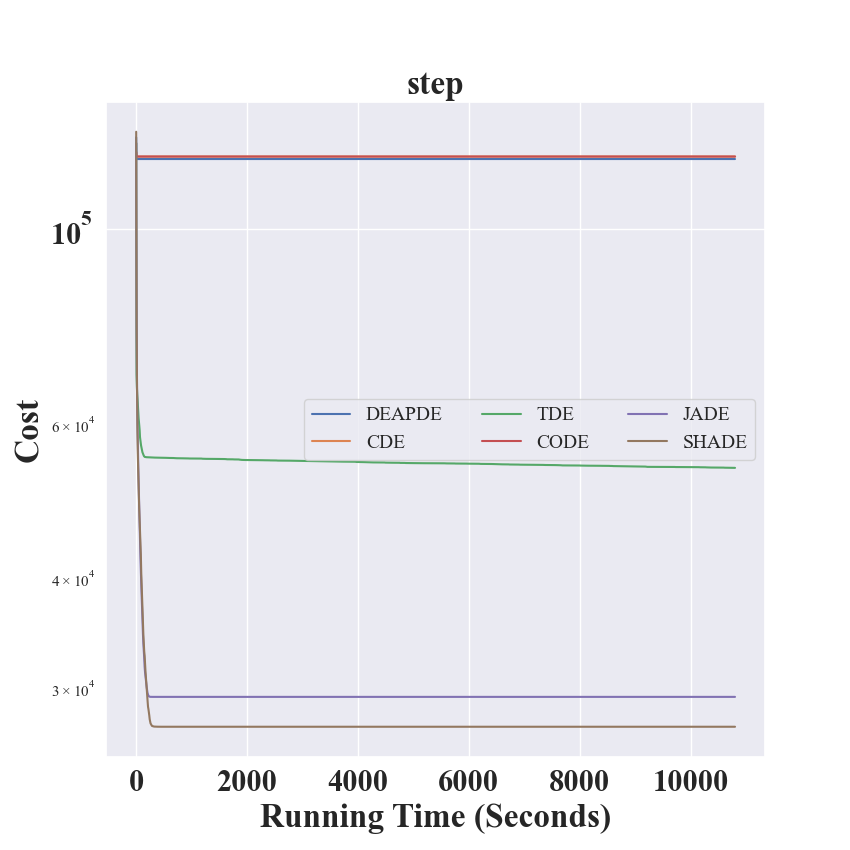 step
Cost
10^5
6 × 10^4
4 × 10^4
3 × 10^4
DEAPDE TDE JADE
CDE CODE SHADE
0 2000 4000 6000 8000 10000
Running Time (Seconds)